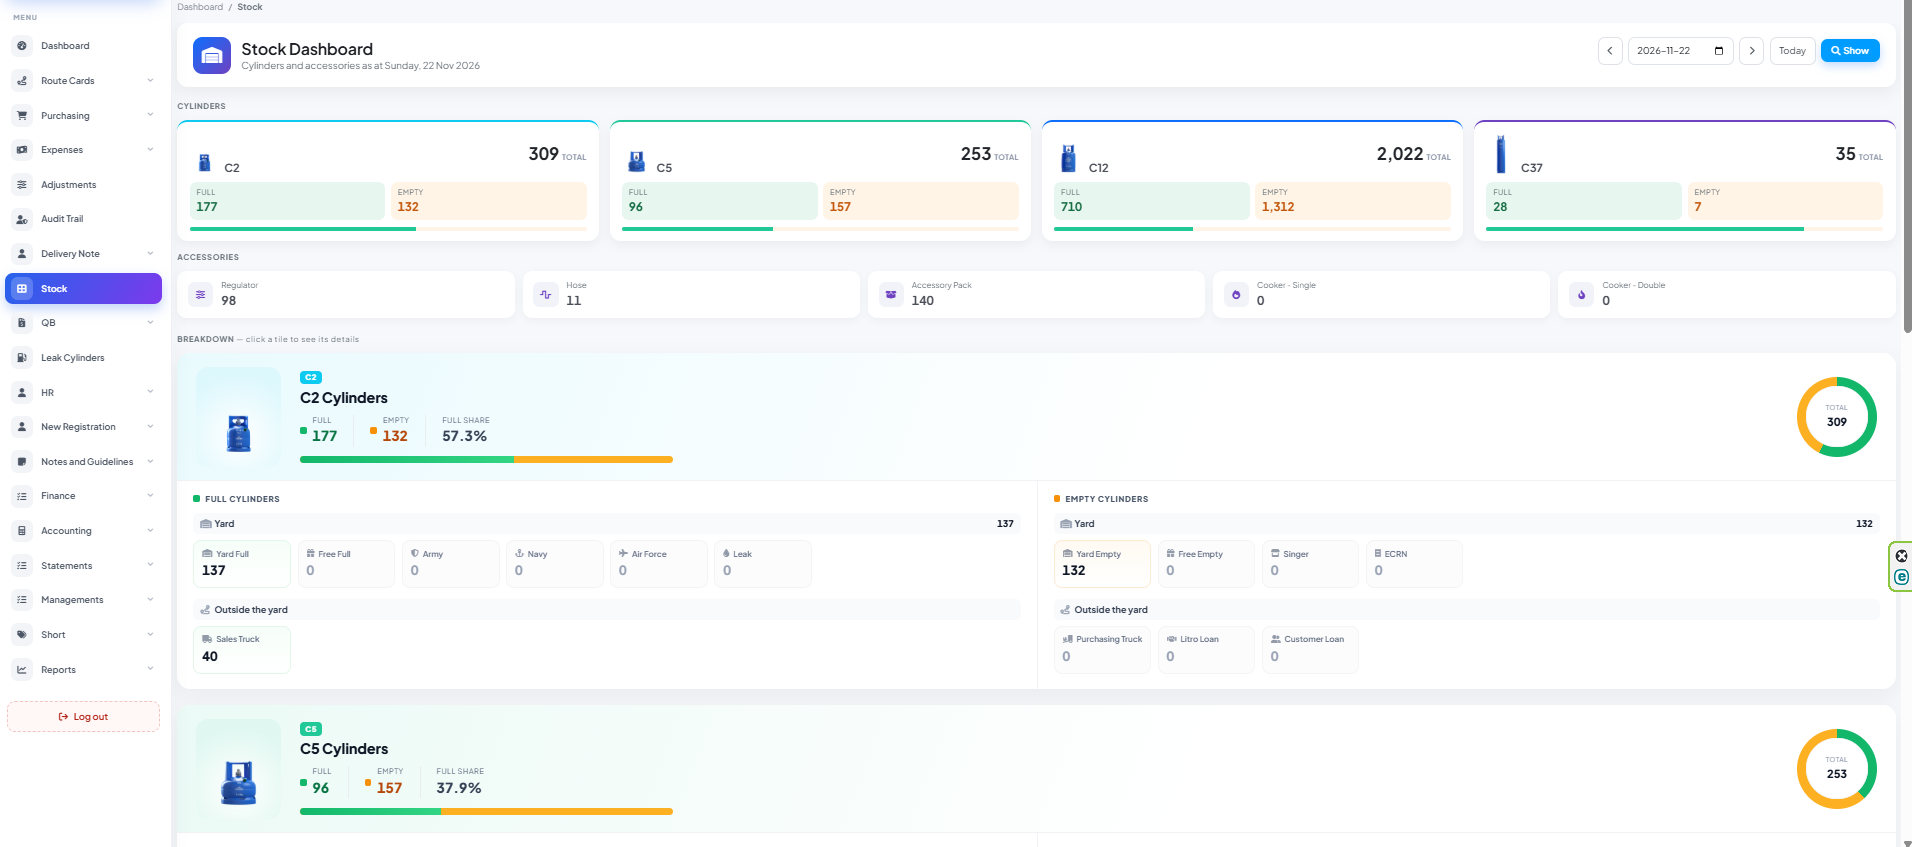 MENU
Dashboard
Route Cards
Purchasing
Expenses
Adjustments
Audit Trail
Delivery Note
Stock
QB
Leak Cylinders
HR
New Registration
Notes and Guidelines
Finance
Accounting
Statements
Managements
Short
Reports
Log out
Dashboard / Stock
Stock Dashboard
Cylinders and accessories as at Sunday, 22 Nov 2026
2026-11-22
Today
Show
CYLINDERS
C2
309 TOTAL
FULL
177
EMPTY
132
C5
253 TOTAL
FULL
96
EMPTY
157
C12
2,022 TOTAL
FULL
710
EMPTY
1,312
C37
35 TOTAL
FULL
28
EMPTY
7
ACCESSORIES
Regulator
98
Hose
11
Accessory Pack
140
Cooker - Single
0
Cooker - Double
0
BREAKDOWN — click a tile to see its details
C2
C2 Cylinders
FULL
177
EMPTY
132
FULL SHARE
57.3%
TOTAL
309
FULL CYLINDERS
Yard 137
Yard Full
137
Free Full
0
Army
0
Navy
0
Air Force
0
Leak
0
Outside the yard
Sales Truck
40
EMPTY CYLINDERS
Yard 132
Yard Empty
132
Free Empty
0
Singer
0
ECRN
0
Outside the yard
Purchasing Truck
0
Litro Loan
0
Customer Loan
0
C5
C5 Cylinders
FULL
96
EMPTY
157
FULL SHARE
37.9%
TOTAL
253